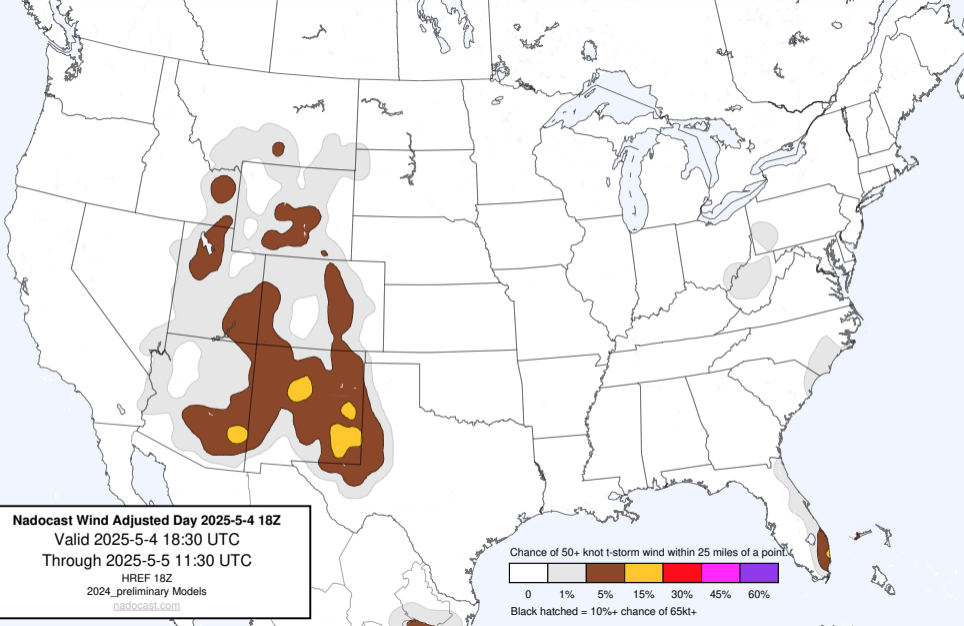 Nadocast Wind Adjusted Day 2025-5-4 18Z
Valid 2025-5-4 18:30 UTC
Through 2025-5-5 11:30 UTC
HREF 18Z
2024_preliminary Models
nadocast.com
Chance of 50+ knot t-storm wind within 25 miles of a point.
0 1% 5% 15% 30% 45% 60%
Black hatched = 10%+ chance of 65kt+